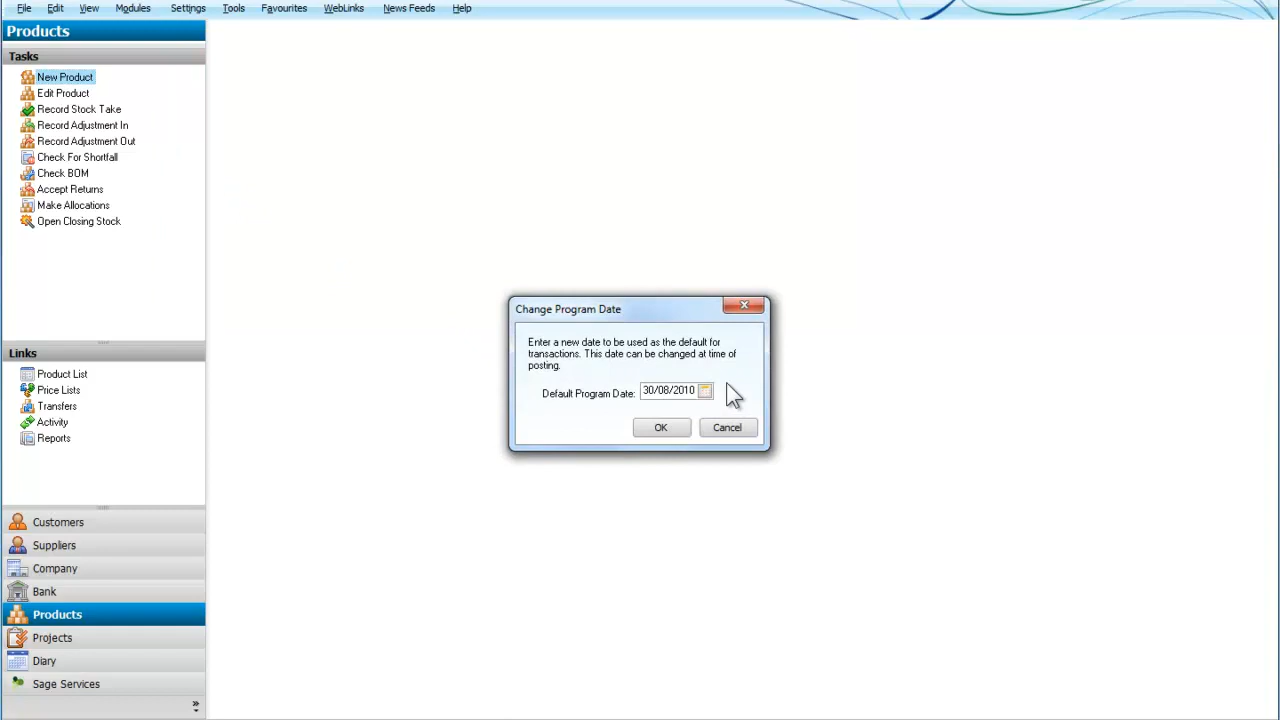 File Edit View Modules Settings Tools Favourites WebLinks News Feeds Help
Products
Tasks
New Product
Edit Product
Record Stock Take
Record Adjustment In
Record Adjustment Out
Check For Shortfall
Check BOM
Accept Returns
Make Allocations
Open Closing Stock
Links
Product List
Price Lists
Transfers
Activity
Reports
Customers
Suppliers
Company
Bank
Products
Projects
Diary
Sage Services
Change Program Date
Enter a new date to be used as the default for
transactions. This date can be changed at time of
posting.
Default Program Date: 30/08/2010
OK Cancel